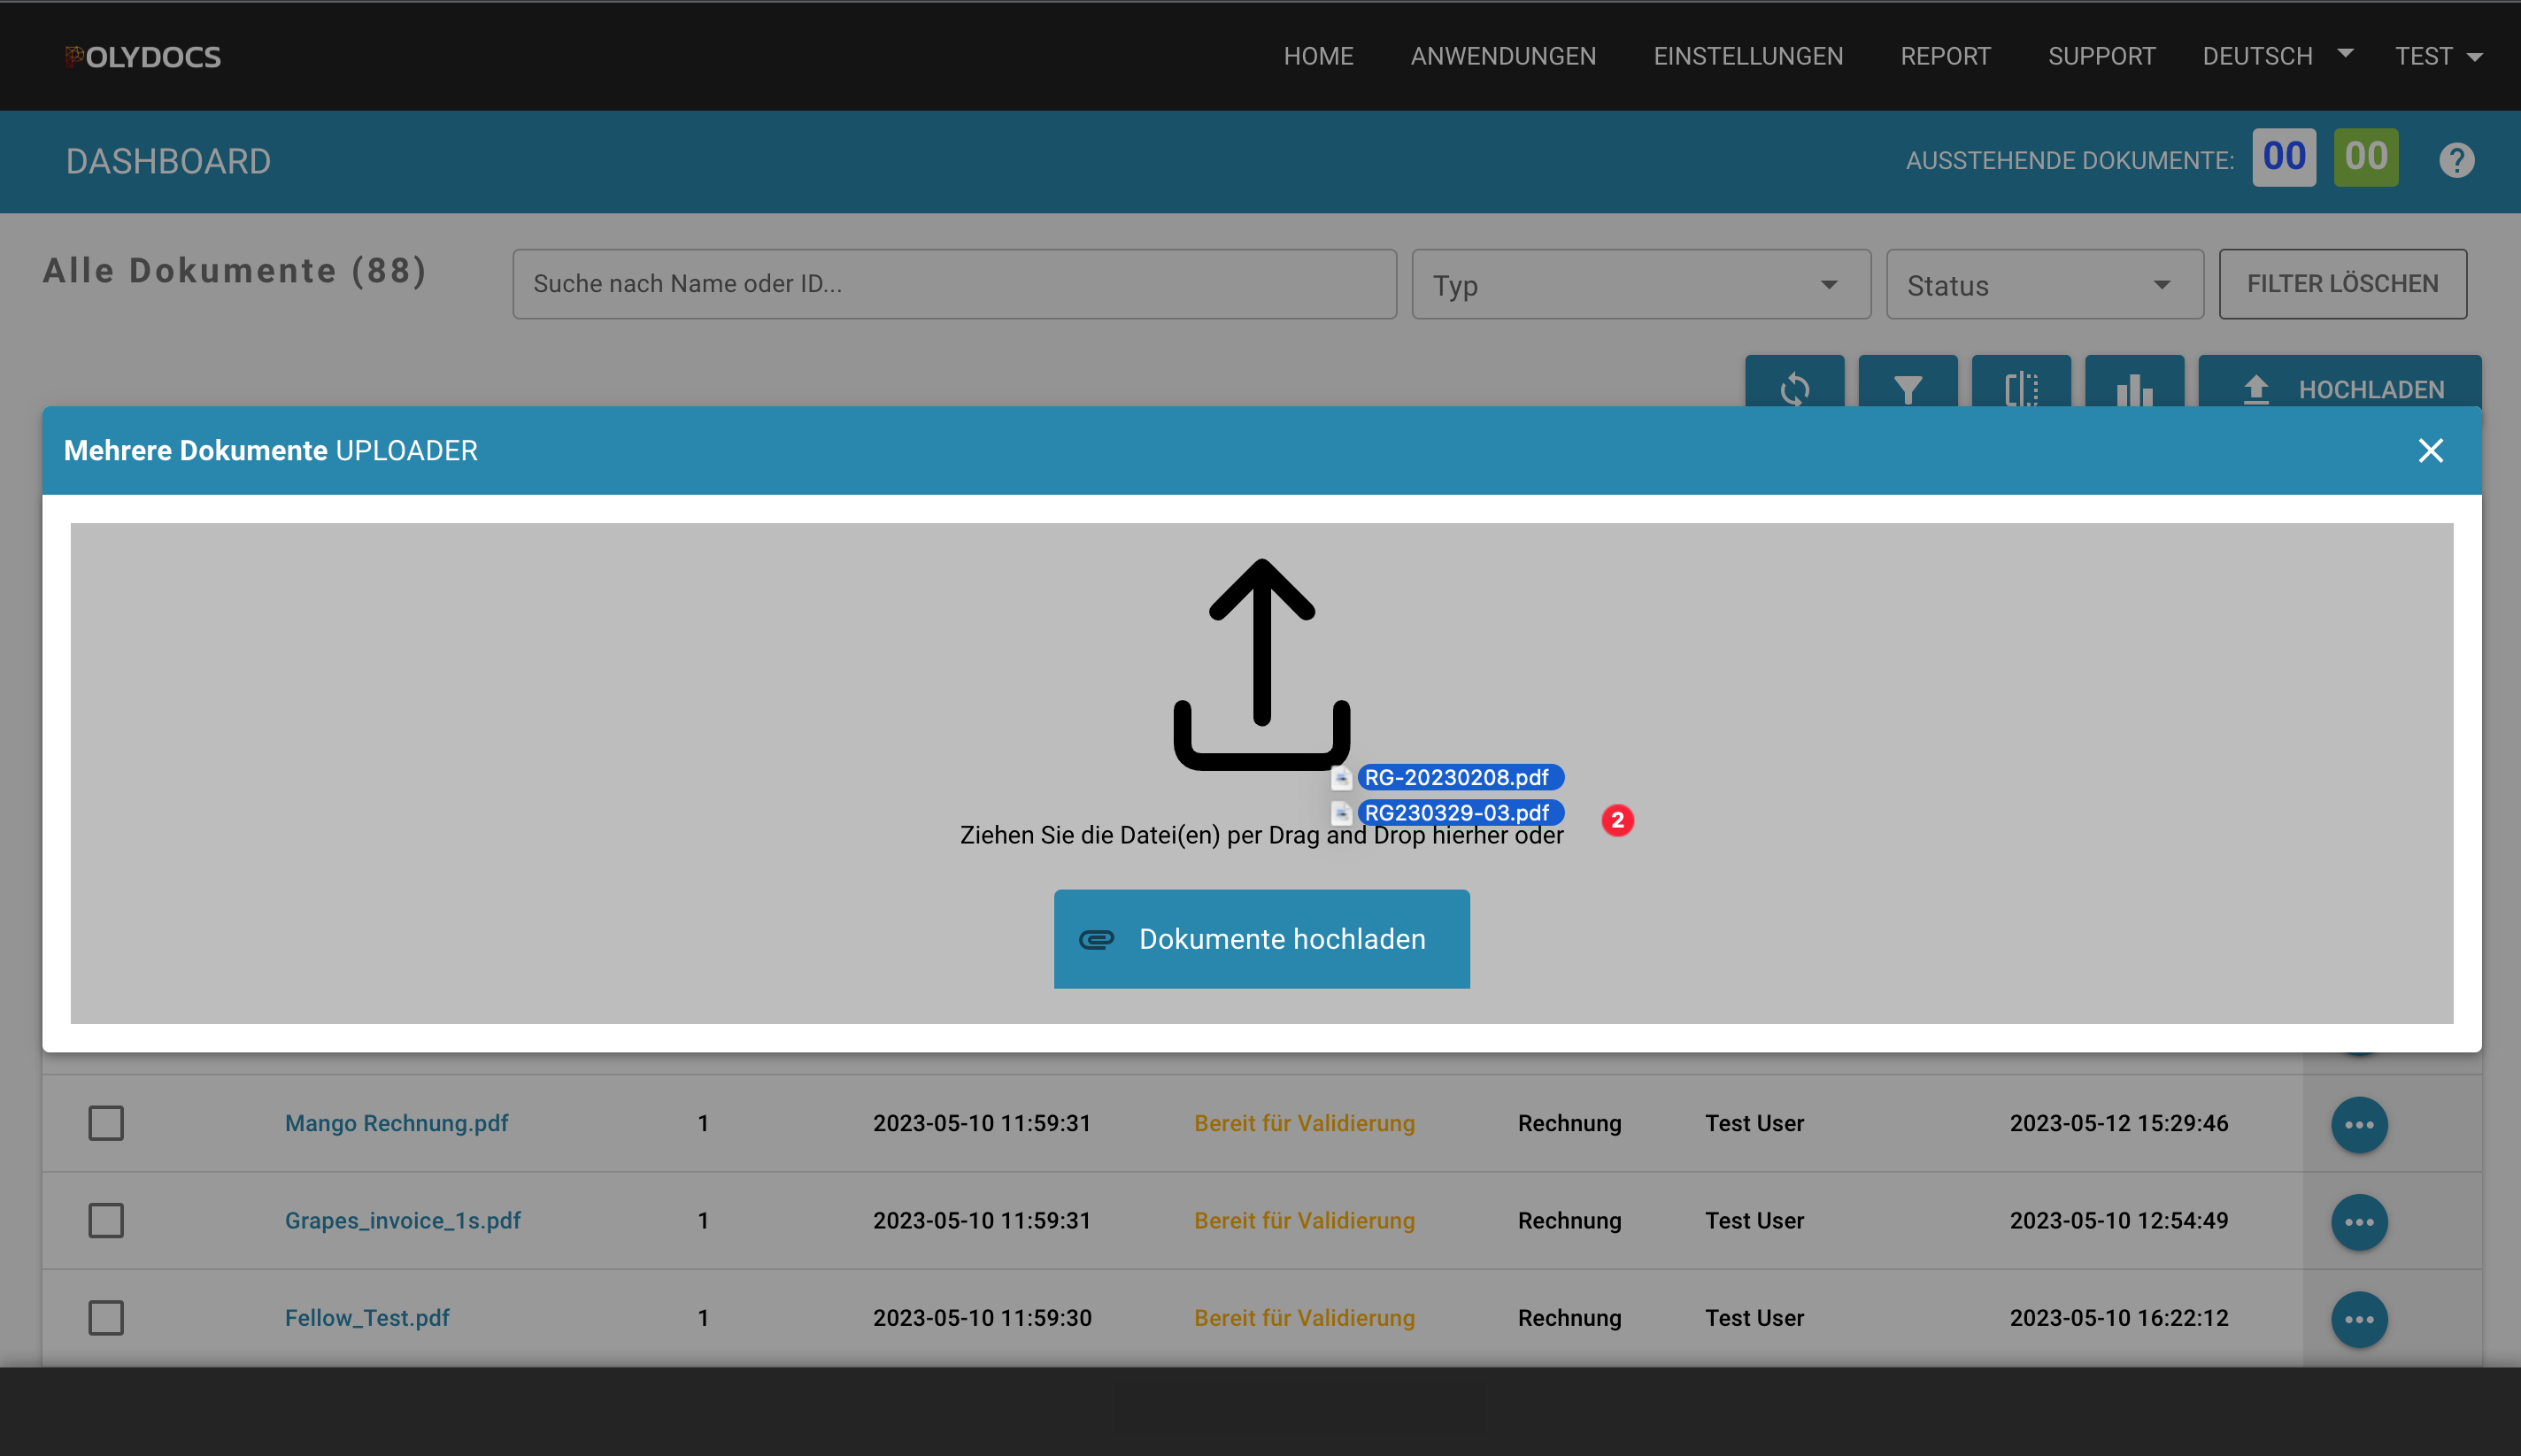 POLYDOCS
HOME
ANWENDUNGEN
EINSTELLUNGEN
REPORT
SUPPORT
DEUTSCH
TEST
DASHBOARD
AUSSTEHENDE DOKUMENTE:
00
00
?
Alle Dokumente (88)
Suche nach Name oder ID...
Typ
Status
FILTER LÖSCHEN
HOCHLADEN
Mehrere Dokumente UPLOADER
RG-20230208.pdf
RG230329-03.pdf
2
Ziehen Sie die Datei(en) per Drag and Drop hierher oder
Dokumente hochladen
Mango Rechnung.pdf 1 2023-05-10 11:59:31 Bereit für Validierung Rechnung Test User 2023-05-12 15:29:46
Grapes_invoice_1s.pdf 1 2023-05-10 11:59:31 Bereit für Validierung Rechnung Test User 2023-05-10 12:54:49
Fellow_Test.pdf 1 2023-05-10 11:59:30 Bereit für Validierung Rechnung Test User 2023-05-10 16:22:12